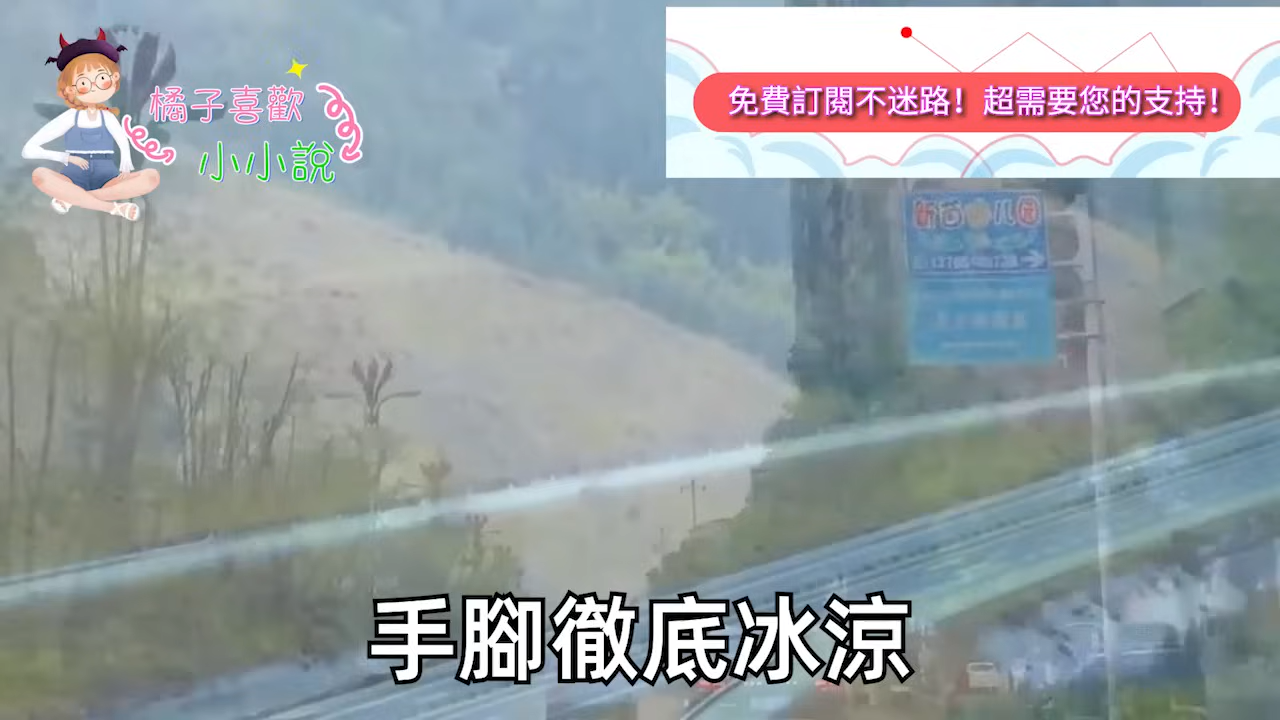 橘子喜歡
小小說
免費訂閱不迷路！超需要您的支持！
手腳徹底冰涼